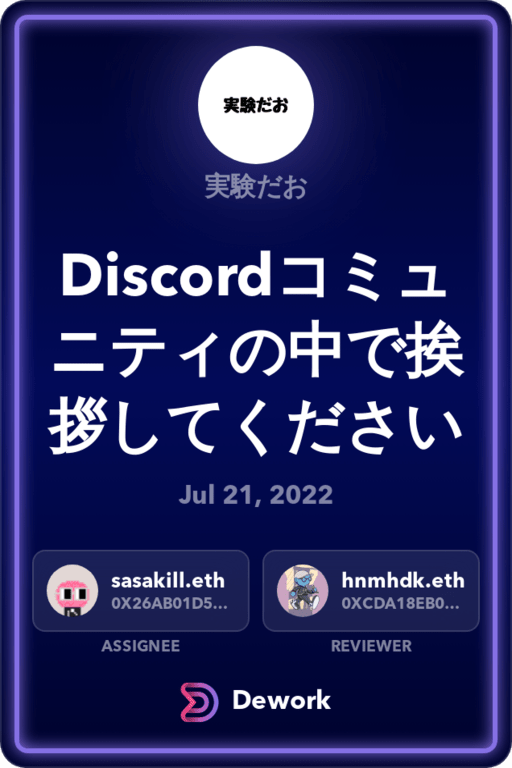 実験だお
実験だお
Discordコミュ
ニティの中で挨
拶してください
Jul 21, 2022
sasakill.eth
0X26AB01D5...
hnmhdk.eth
0XCDA18EB0...
ASSIGNEE
REVIEWER
Dework